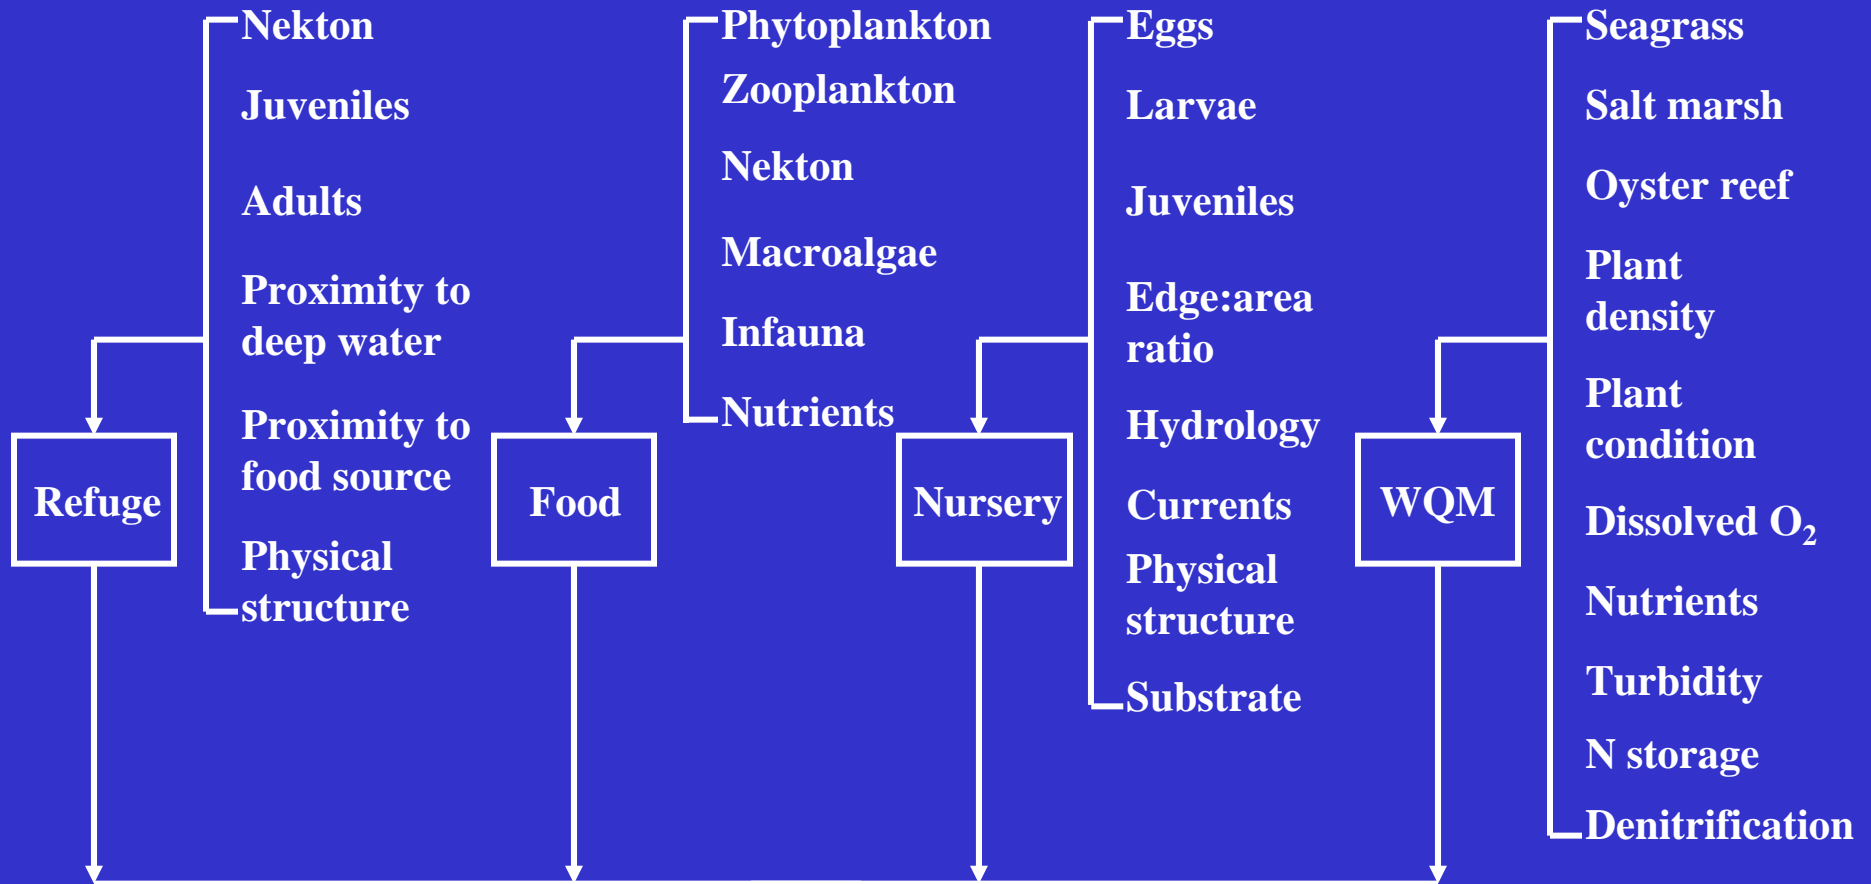 Nekton
Juveniles
Adults
Proximity to
deep water
Proximity to
food source
Physical
structure
Refuge
Phytoplankton
Zooplankton
Nekton
Macroalgae
Infauna
Nutrients
Food
Eggs
Larvae
Juveniles
Edge:area
ratio
Hydrology
Currents
Physical
structure
Substrate
Nursery
Seagrass
Salt marsh
Oyster reef
Plant
density
Plant
condition
Dissolved O₂
Nutrients
Turbidity
N storage
Denitrification
WQM